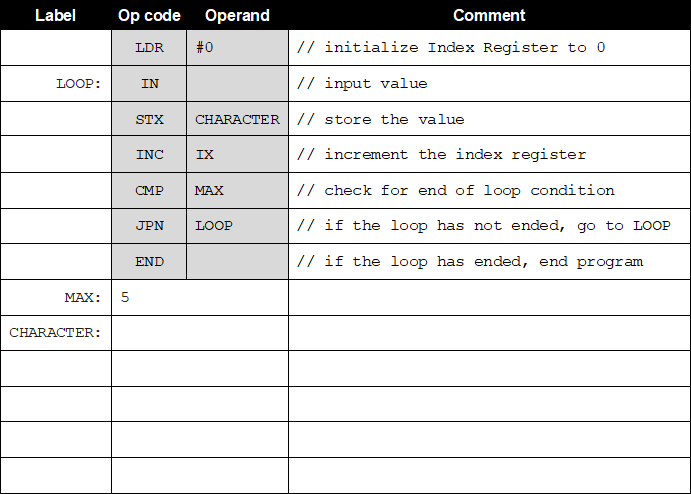 Label Op code Operand Comment
LDR #0 // initialize Index Register to 0
LOOP: IN // input value
STX CHARACTER // store the value
INC IX // increment the index register
CMP MAX // check for end of loop condition
JPN LOOP // if the loop has not ended, go to LOOP
END // if the loop has ended, end program
MAX: 5
CHARACTER: